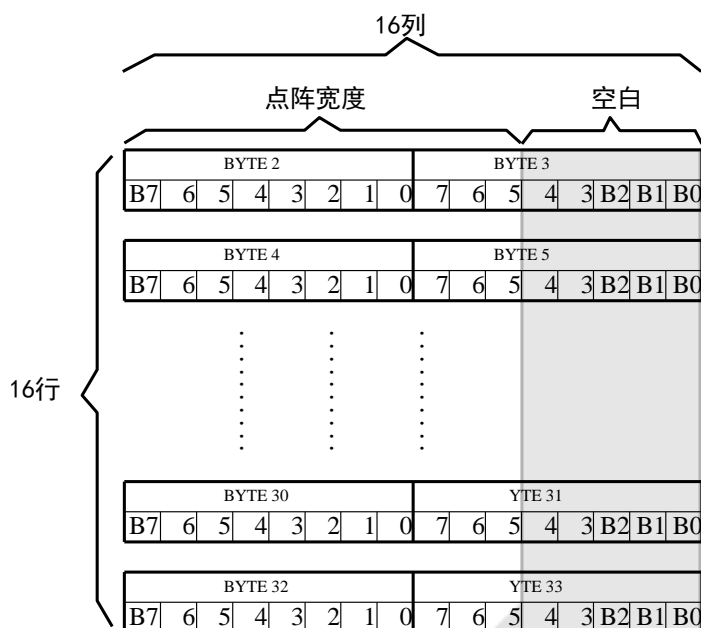 16列
点阵宽度 空白
BYTE 2 BYTE 3
B7 6 5 4 3 2 1 0 7 6 5 4 3 B2 B1 B0
BYTE 4 BYTE 5
B7 6 5 4 3 2 1 0 7 6 5 4 3 B2 B1 B0
16行
BYTE 30 YTE 31
B7 6 5 4 3 2 1 0 7 6 5 4 3 B2 B1 B0
BYTE 32 YTE 33
B7 6 5 4 3 2 1 0 7 6 5 4 3 B2 B1 B0